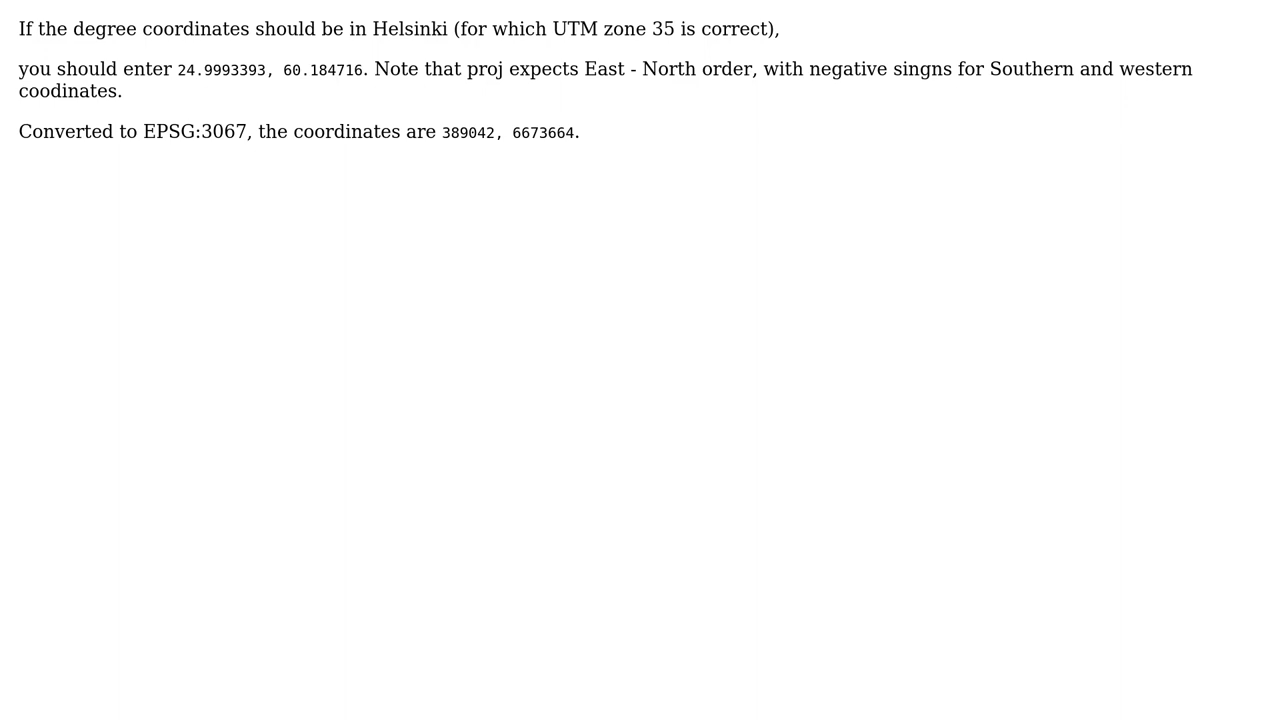 If the degree coordinates should be in Helsinki (for which UTM zone 35 is correct),
you should enter 24.9993393, 60.184716. Note that proj expects East - North order, with negative singns for Southern and western
coodinates.
Converted to EPSG:3067, the coordinates are 389042, 6673664.